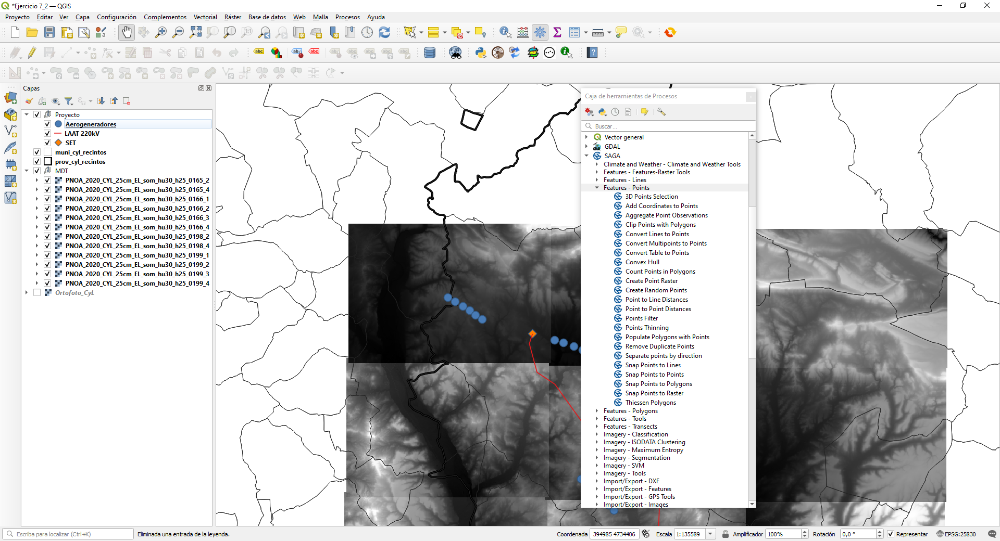 *Ejercicio 7_2 — QGIS
Proyecto Editar Ver Capa Configuración Complementos Vectorial Ráster Base de datos Web Malla Procesos Ayuda
Capas
Proyecto
Aerogeneradores
LAAT 220kV
SET
muni_cyl_recintos
prov_cyl_recintos
MDT
PNOA_2020_CYL_25cm_EL_som_hu30_h25_0165_2
PNOA_2020_CYL_25cm_EL_som_hu30_h25_0165_4
PNOA_2020_CYL_25cm_EL_som_hu30_h25_0166_1
PNOA_2020_CYL_25cm_EL_som_hu30_h25_0166_2
PNOA_2020_CYL_25cm_EL_som_hu30_h25_0166_3
PNOA_2020_CYL_25cm_EL_som_hu30_h25_0166_4
PNOA_2020_CYL_25cm_EL_som_hu30_h25_0198_2
PNOA_2020_CYL_25cm_EL_som_hu30_h25_0198_4
PNOA_2020_CYL_25cm_EL_som_hu30_h25_0199_1
PNOA_2020_CYL_25cm_EL_som_hu30_h25_0199_2
PNOA_2020_CYL_25cm_EL_som_hu30_h25_0199_3
PNOA_2020_CYL_25cm_EL_som_hu30_h25_0199_4
Ortofoto_CyL
Caja de herramientas de Procesos
Buscar...
Vector general
GDAL
SAGA
Climate and Weather - Climate and Weather Tools
Features - Features-Raster Tools
Features - Lines
Features - Points
3D Points Selection
Add Coordinates to Points
Aggregate Point Observations
Clip Points with Polygons
Convert Lines to Points
Convert Multipoints to Points
Convert Table to Points
Convex Hull
Count Points in Polygons
Create Point Raster
Create Random Points
Point to Line Distances
Point to Point Distances
Points Filter
Points Thinning
Populate Polygons with Points
Remove Duplicate Points
Separate points by direction
Snap Points to Lines
Snap Points to Points
Snap Points to Polygons
Snap Points to Raster
Thiessen Polygons
Features - Polygons
Features - Tools
Features - Transects
Imagery - Classification
Imagery - ISODATA Clustering
Imagery - Maximum Entropy
Imagery - Segmentation
Imagery - SVM
Imagery - Tools
Import/Export - DXF
Import/Export - Features
Import/Export - GPS Tools
Import/Export - Images
Escriba para localizar (Ctrl+K) Eliminada una entrada de la leyenda. Coordenada 394985 4734406 Escala 1:135589 Amplificador 100% Rotación 0,0 ° Representar EPSG:25830